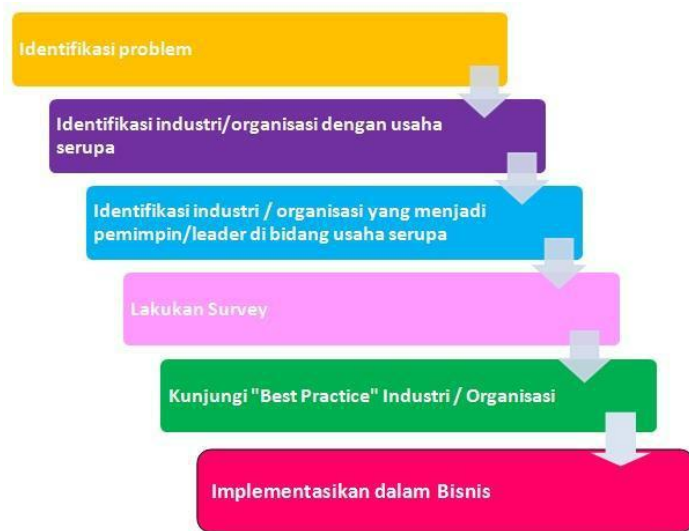 Identifikasi problem
Identifikasi industri/organisasi dengan usaha
serupa
Identifikasi industri / organisasi yang menjadi
pemimpin/leader di bidang usaha serupa
Lakukan Survey
Kunjungi "Best Practice" Industri / Organisasi
Implementasikan dalam Bisnis